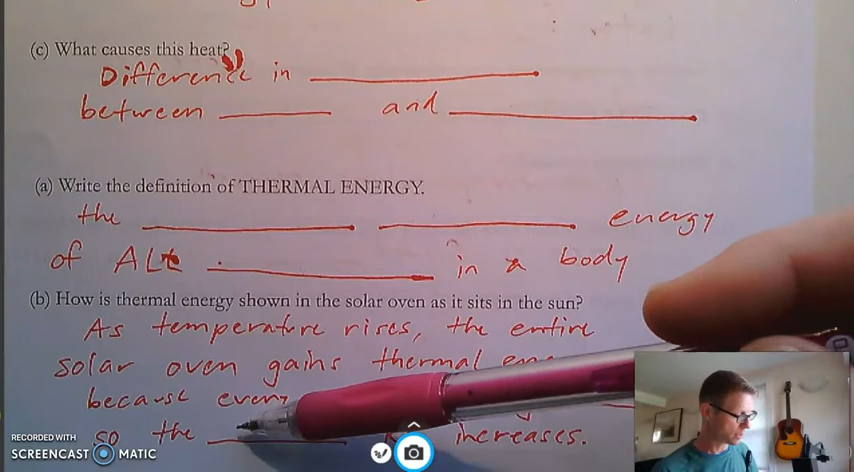 (c) What causes this heat?
Difference in
between and
(a) Write the definition of THERMAL ENERGY.
the energy
of ALL in a body
(b) How is thermal energy shown in the solar oven as it sits in the sun?
As temperature rises, the entire
solar oven gains thermal
because every
so the increases.
RECORDED WITH
SCREENCAST MATIC